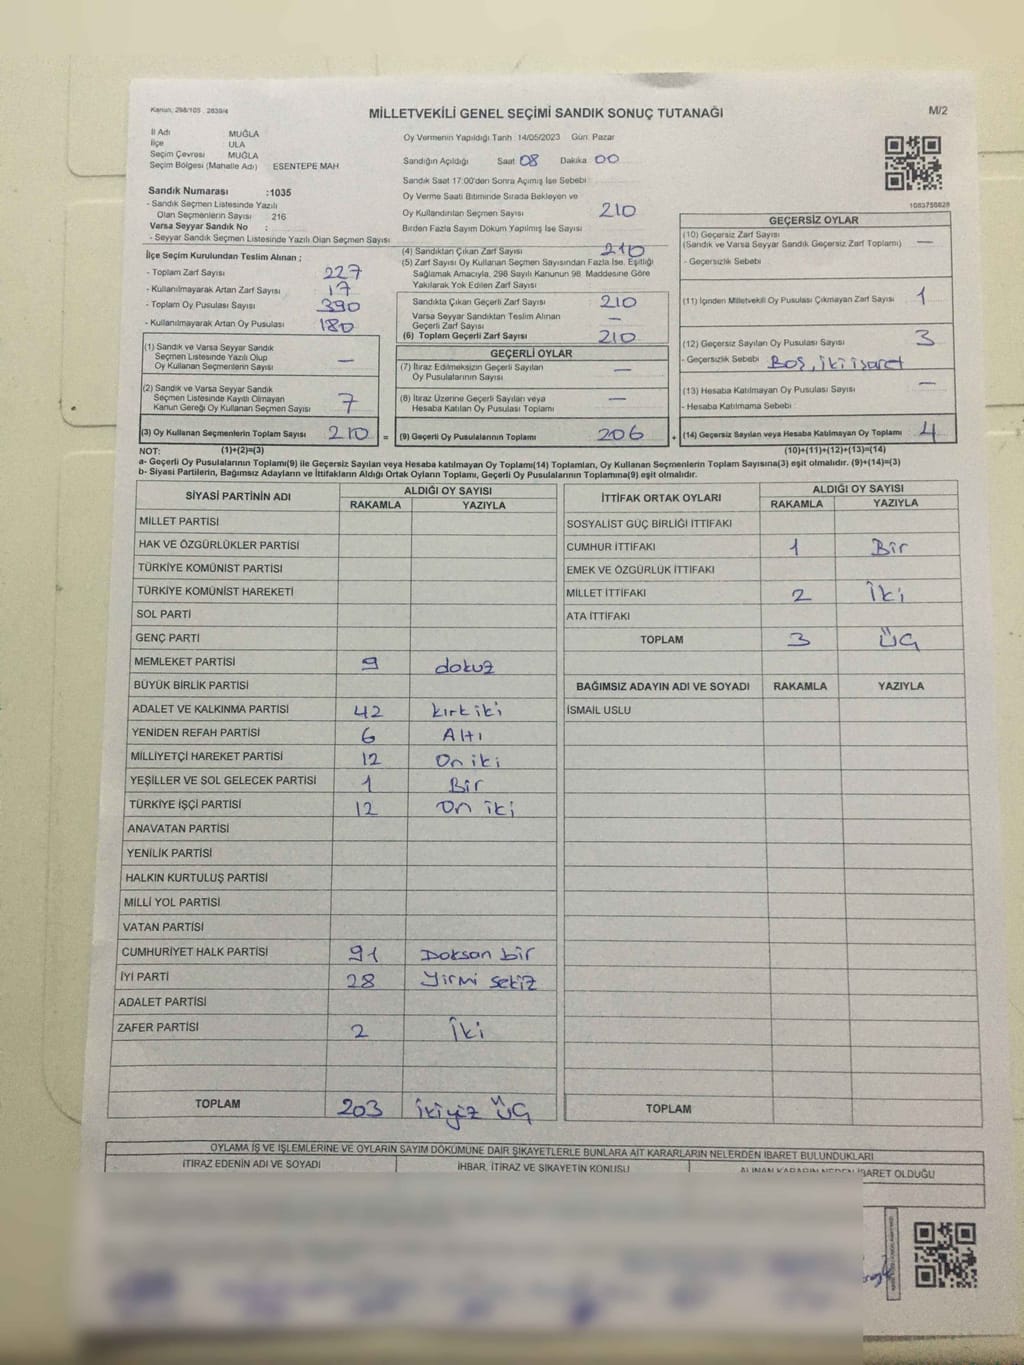 Kanun: 298/105 , 2839/4
MİLLETVEKİLİ GENEL SEÇİMİ SANDIK SONUÇ TUTANAĞI
M/2
İl Adı MUĞLA
İlçe ULA
Seçim Çevresi MUĞLA
Seçim Bölgesi (Mahalle Adı) ESENTEPE MAH
Sandık Numarası :1035
- Sandık Seçmen Listesinde Yazılı
Olan Seçmenlerin Sayısı 216
Varsa Seyyar Sandık No :
- Seyyar Sandık Seçmen Listesinde Yazılı Olan Seçmen Sayısı
İlçe Seçim Kurulundan Teslim Alınan ;
- Toplam Zarf Sayısı 227
- Kullanılmayarak Artan Zarf Sayısı 17
- Toplam Oy Pusulası Sayısı 390
- Kullanılmayarak Artan Oy Pusulası 180
(1) Sandık ve Varsa Seyyar Sandık
Seçmen Listesinde Yazılı Olup
Oy Kullanan Seçmenlerin Sayısı —
(2) Sandık ve Varsa Seyyar Sandık
Seçmen Listesinde Kayıtlı Olmayan
Kanun Gereği Oy Kullanan Seçmen Sayısı 7
(3) Oy Kullanan Seçmenlerin Toplam Sayısı 210 =
Oy Vermenin Yapıldığı Tarih :14/05/2023 Gün: Pazar
Sandığın Açıldığı Saat 08 Dakika 00
Sandık Saat 17:00'den Sonra Açılmış İse Sebebi
Oy Verme Saati Bitiminde Sırada Bekleyen ve
Oy Kullandırılan Seçmen Sayısı 210
Birden Fazla Sayım Döküm Yapılmış İse Sayısı
(4) Sandıktan Çıkan Zarf Sayısı 210
(5) Zarf Sayısı Oy Kullanan Seçmen Sayısından Fazla İse, Eşitliği
Sağlamak Amacıyla, 298 Sayılı Kanunun 98. Maddesine Göre
Yakılarak Yok Edilen Zarf Sayısı
Sandıkta Çıkan Geçerli Zarf Sayısı 210
Varsa Seyyar Sandıktan Teslim Alınan
Geçerli Zarf Sayısı —
(6) Toplam Geçerli Zarf Sayısı 210
GEÇERLİ OYLAR
(7) İtiraz Edilmeksizin Geçerli Sayılan
Oy Pusulalarının Sayısı —
(8) İtiraz Üzerine Geçerli Sayılan veya
Hesaba Katılan Oy Pusulası Toplamı —
(9) Geçerli Oy Pusulalarının Toplamı 206 +
1083750828
GEÇERSİZ OYLAR
(10) Geçersiz Zarf Sayısı
(Sandık ve Varsa Seyyar Sandık Geçersiz Zarf Toplamı) —
- Geçersizlik Sebebi
(11) İçinden Milletvekili Oy Pusulası Çıkmayan Zarf Sayısı 1
(12) Geçersiz Sayılan Oy Pusulası Sayısı 3
- Geçersizlik Sebebi Boş, iki işaret
(13) Hesaba Katılmayan Oy Pusulası Sayısı —
- Hesaba Katılmama Sebebi :
(14) Geçersiz Sayılan veya Hesaba Katılmayan Oy Toplamı 4
NOT: (1)+(2)=(3) (10)+(11)+(12)+(13)=(14)
a- Geçerli Oy Pusulalarının Toplamı(9) ile Geçersiz Sayılan veya Hesaba katılmayan Oy Toplamı(14) Toplamları, Oy Kullanan Seçmenlerin Toplam Sayısına(3) eşit olmalıdır. (9)+(14)=(3)
b- Siyasi Partilerin, Bağımsız Adayların ve İttifakların Aldığı Ortak Oyların Toplamı, Geçerli Oy Pusulalarının Toplamına(9) eşit olmalıdır.
SİYASİ PARTİNİN ADI ALDIĞI OY SAYISI
RAKAMLA YAZIYLA
MİLLET PARTİSİ
HAK VE ÖZGÜRLÜKLER PARTİSİ
TÜRKİYE KOMÜNİST PARTİSİ
TÜRKİYE KOMÜNİST HAREKETİ
SOL PARTİ
GENÇ PARTİ
MEMLEKET PARTİSİ 9 dokuz
BÜYÜK BİRLİK PARTİSİ
ADALET VE KALKINMA PARTİSİ 42 kırk iki
YENİDEN REFAH PARTİSİ 6 Altı
MİLLİYETÇİ HAREKET PARTİSİ 12 On iki
YEŞİLLER VE SOL GELECEK PARTİSİ 1 Bir
TÜRKİYE İŞÇİ PARTİSİ 12 On iki
ANAVATAN PARTİSİ
YENİLİK PARTİSİ
HALKIN KURTULUŞ PARTİSİ
MİLLİ YOL PARTİSİ
VATAN PARTİSİ
CUMHURİYET HALK PARTİSİ 91 Doksan bir
İYİ PARTİ 28 Yirmi sekiz
ADALET PARTİSİ
ZAFER PARTİSİ 2 İki
TOPLAM 203 ikiyüz üç
İTTİFAK ORTAK OYLARI ALDIĞI OY SAYISI
RAKAMLA YAZIYLA
SOSYALİST GÜÇ BİRLİĞİ İTTİFAKI
CUMHUR İTTİFAKI 1 Bir
EMEK VE ÖZGÜRLÜK İTTİFAKI
MİLLET İTTİFAKI 2 İki
ATA İTTİFAKI
TOPLAM 3 üç
BAĞIMSIZ ADAYIN ADI VE SOYADI RAKAMLA YAZIYLA
İSMAİL USLU
TOPLAM
OYLAMA İŞ VE İŞLEMLERİNE VE OYLARIN SAYIM DÖKÜMÜNE DAİR ŞİKAYETLERLE BUNLARA AİT KARARLARIN NELERDEN İBARET BULUNDUKLARI
İTİRAZ EDENİN ADI VE SOYADI İHBAR, İTİRAZ VE ŞİKAYETİN KONUSU ALINAN KARARIN NEDEN İBARET OLDUĞU